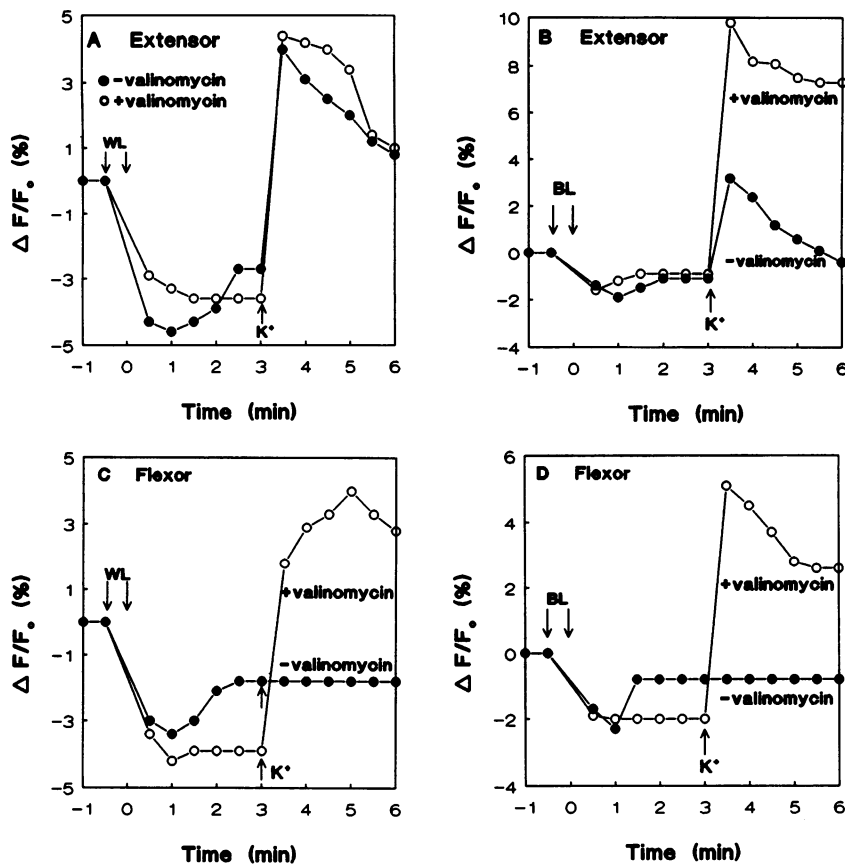 A Extensor
● -valinomycin
○ +valinomycin
WL
K⁺
5
3
1
-1
-3
-5
Δ F/F₀ (%)
-1 0 1 2 3 4 5 6
Time (min)
B Extensor
+valinomycin
BL
-valinomycin
K⁺
10
8
6
4
2
0
-2
-4
Δ F/F₀ (%)
-1 0 1 2 3 4 5 6
Time (min)
C Flexor
WL
+valinomycin
-valinomycin
K⁺
5
3
1
-1
-3
-5
Δ F/F₀ (%)
-1 0 1 2 3 4 5 6
Time (min)
D Flexor
BL
+valinomycin
-valinomycin
K⁺
6
4
2
0
-2
-4
Δ F/F₀ (%)
-1 0 1 2 3 4 5 6
Time (min)